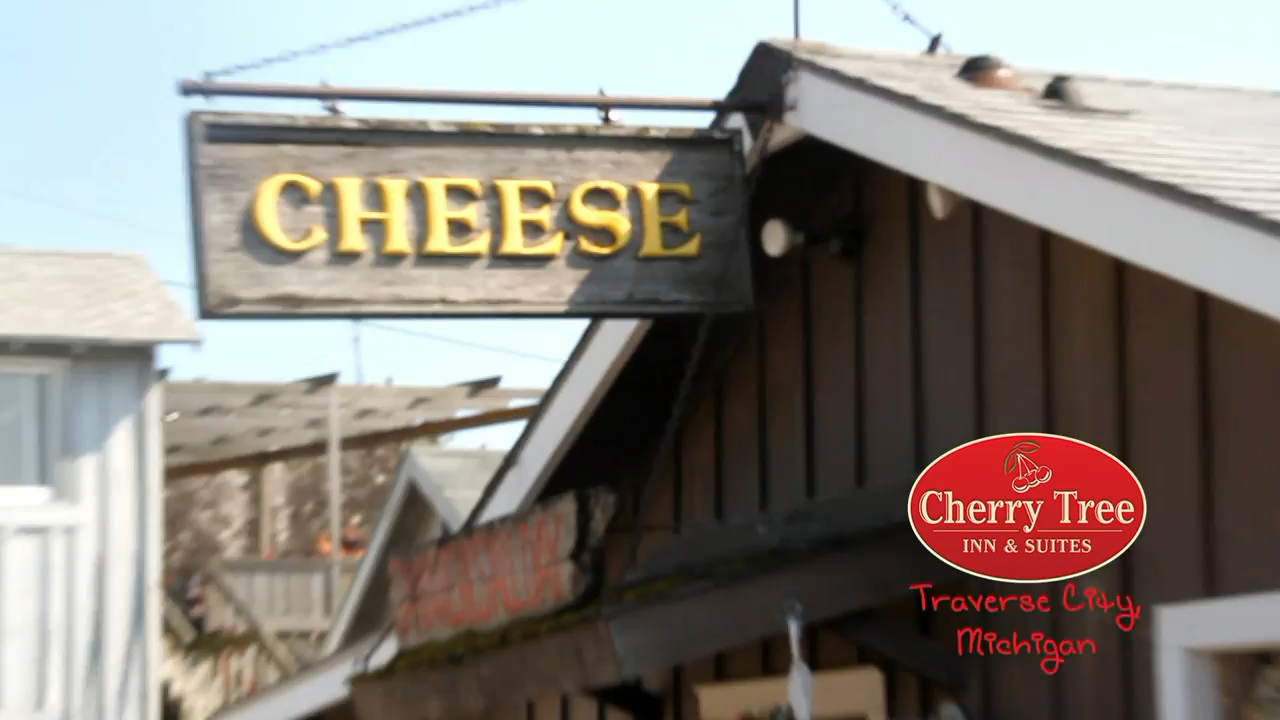 CHEESE
Cherry Tree
INN & SUITES
Traverse City,
Michigan